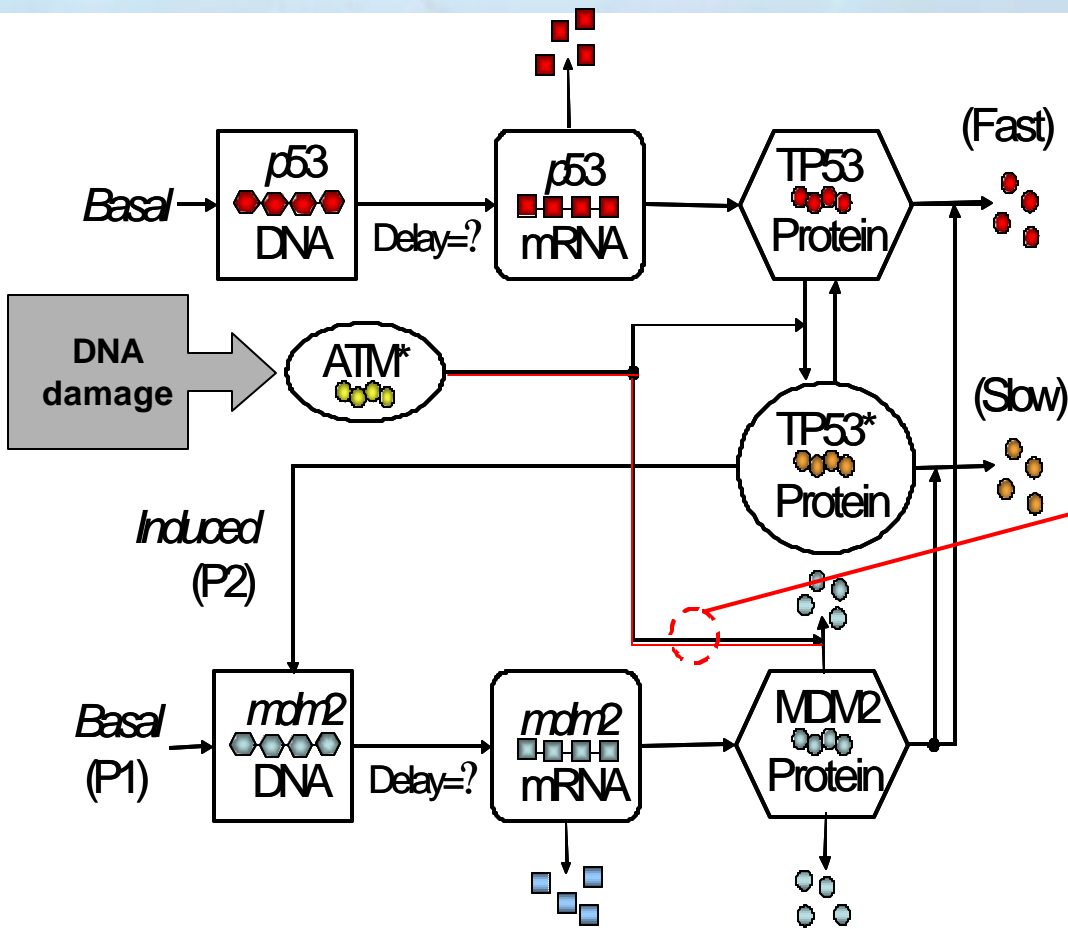 p53
DNA
Basal
Delay=?
p53
mRNA
TP53
Protein
(Fast)
DNA
damage
ATM*
TP53*
Protein
(Slow)
Induced
(P2)
Basal
(P1)
mdm2
DNA
Delay=?
mdm2
mRNA
MDM2
Protein